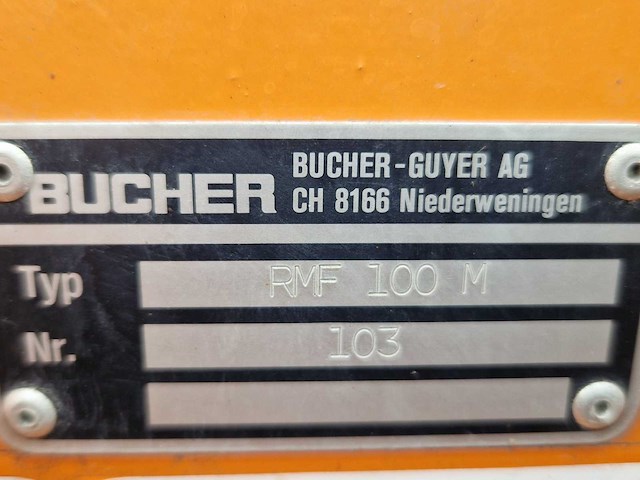 BUCHER
BUCHER-GUYER AG
CH 8166 Niederweningen
Typ RMF 100 M
Nr. 103